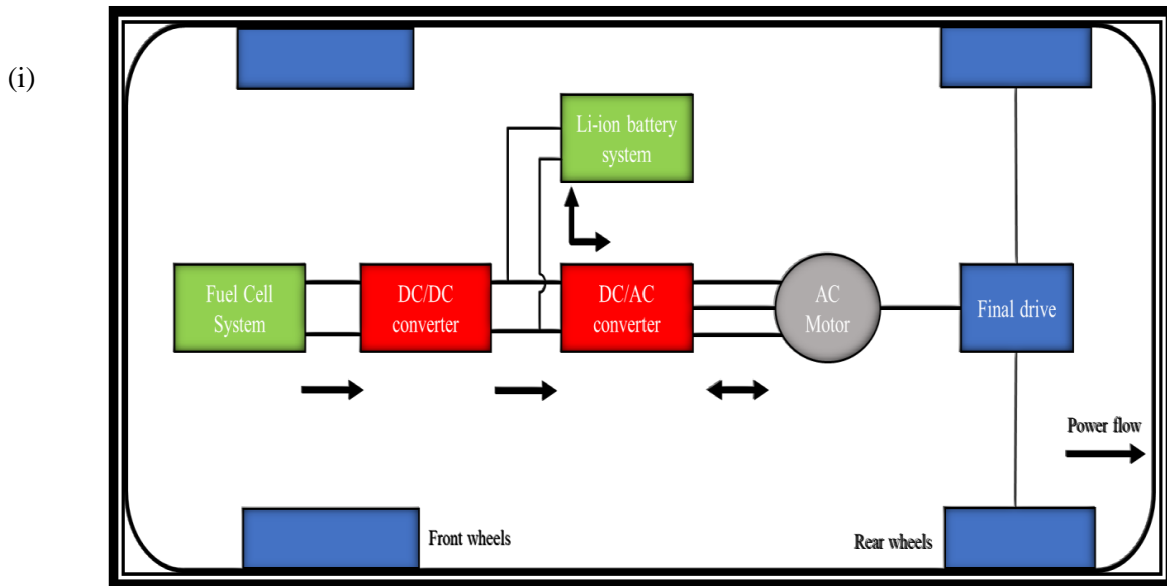 (i)
Li-ion battery
system
Fuel Cell
System
DC/DC
converter
DC/AC
converter
AC
Motor
Final drive
Power flow
Front wheels
Rear wheels